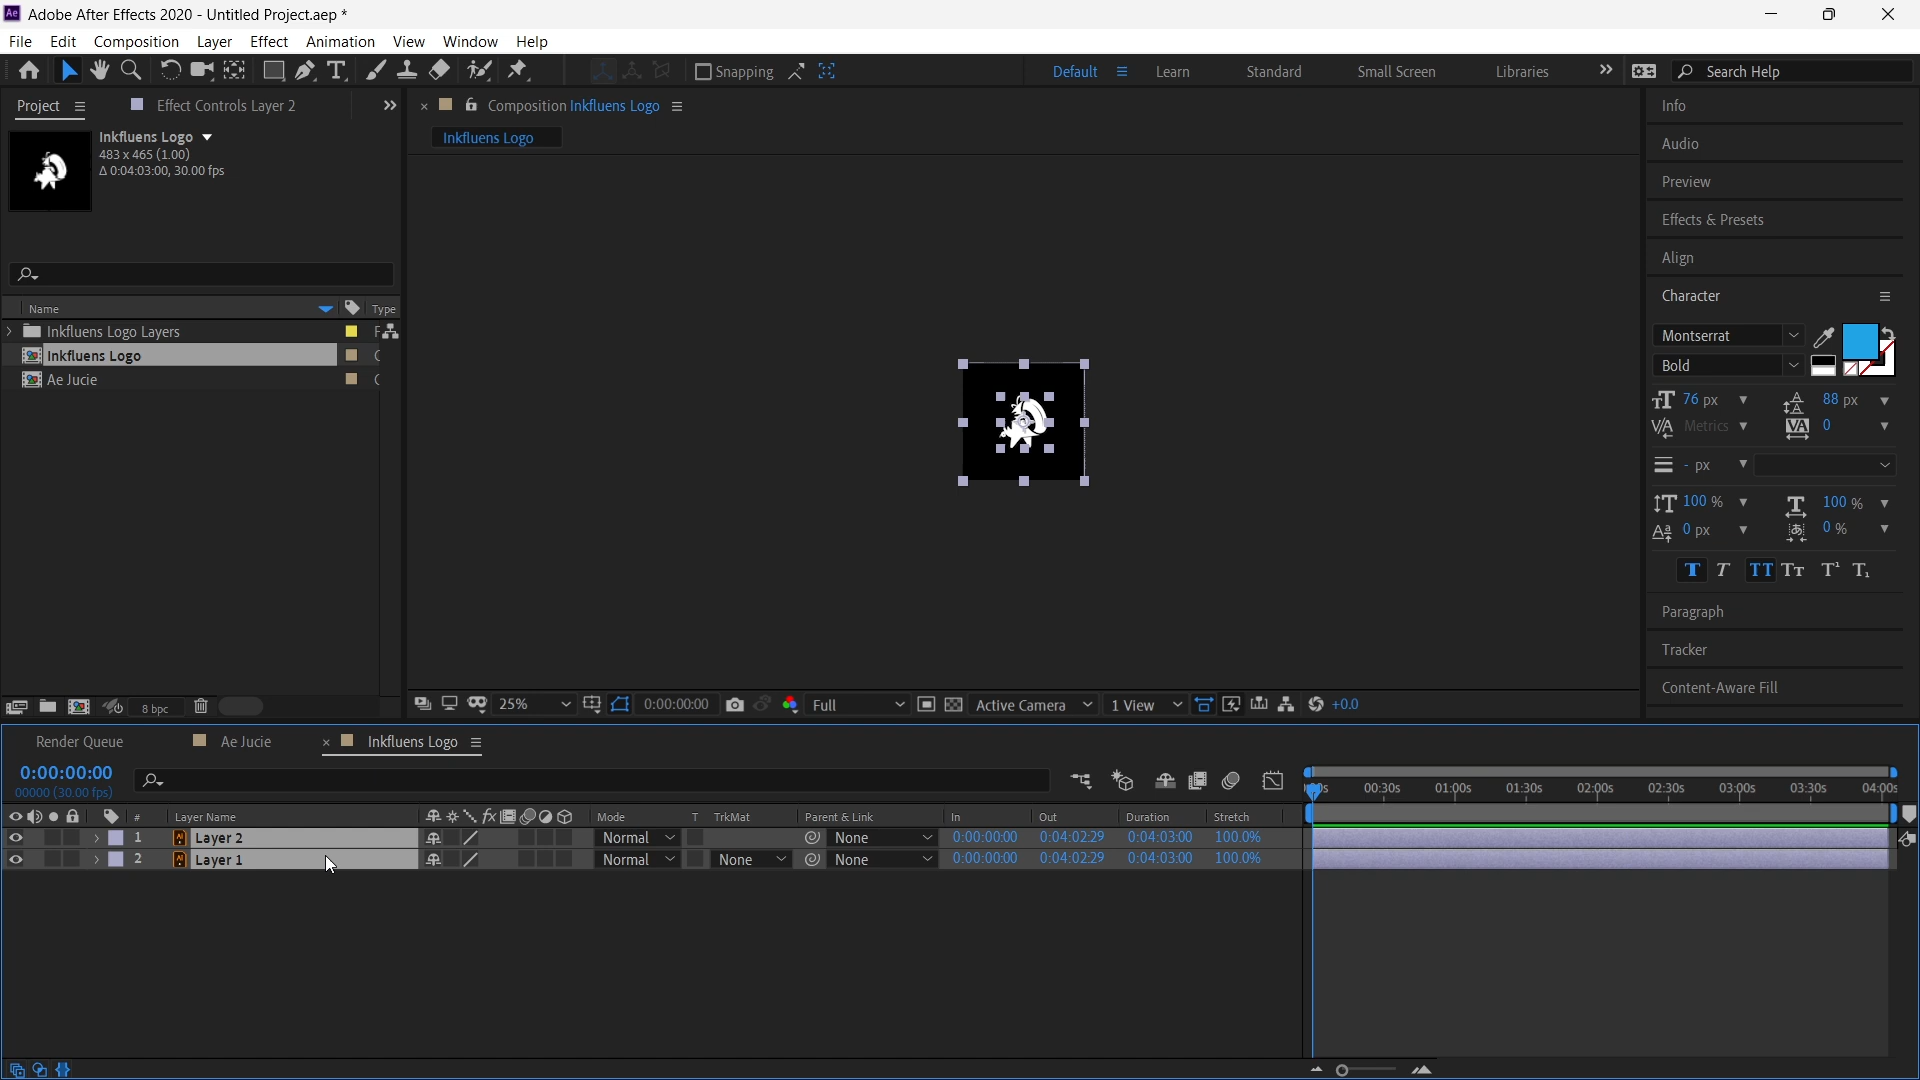 Ae Adobe After Effects 2020 - Untitled Project.aep *
File Edit Composition Layer Effect Animation View Window Help
Snapping Default Learn Standard Small Screen Libraries Search Help
Project Effect Controls Layer 2
Composition Inkfluens Logo
Inkfluens Logo
Inkfluens Logo
483 x 465 (1.00)
Δ 0:04:03:00, 30.00 fps
Name Type
Inkfluens Logo Layers F
Inkfluens Logo C
Ae Jucie C
8 bpc
25% 0:00:00:00 Full Active Camera 1 View +0.0
Info
Audio
Preview
Effects & Presets
Align
Character
Montserrat
Bold
76 px 88 px
Metrics 0
- px
100 % 100 %
0 px 0 %
T T TT Tт T¹ T₁
Paragraph
Tracker
Content-Aware Fill
Render Queue Ae Jucie Inkfluens Logo
0:00:00:00
00000 (30.00 fps)
00:30s 01:00s 01:30s 02:00s 02:30s 03:00s 03:30s 04:00s
# Layer Name fx Mode T TrkMat Parent & Link In Out Duration Stretch
1 Layer 2 Normal None 0:00:00:00 0:04:02:29 0:04:03:00 100.0%
2 Layer 1 Normal None None 0:00:00:00 0:04:02:29 0:04:03:00 100.0%